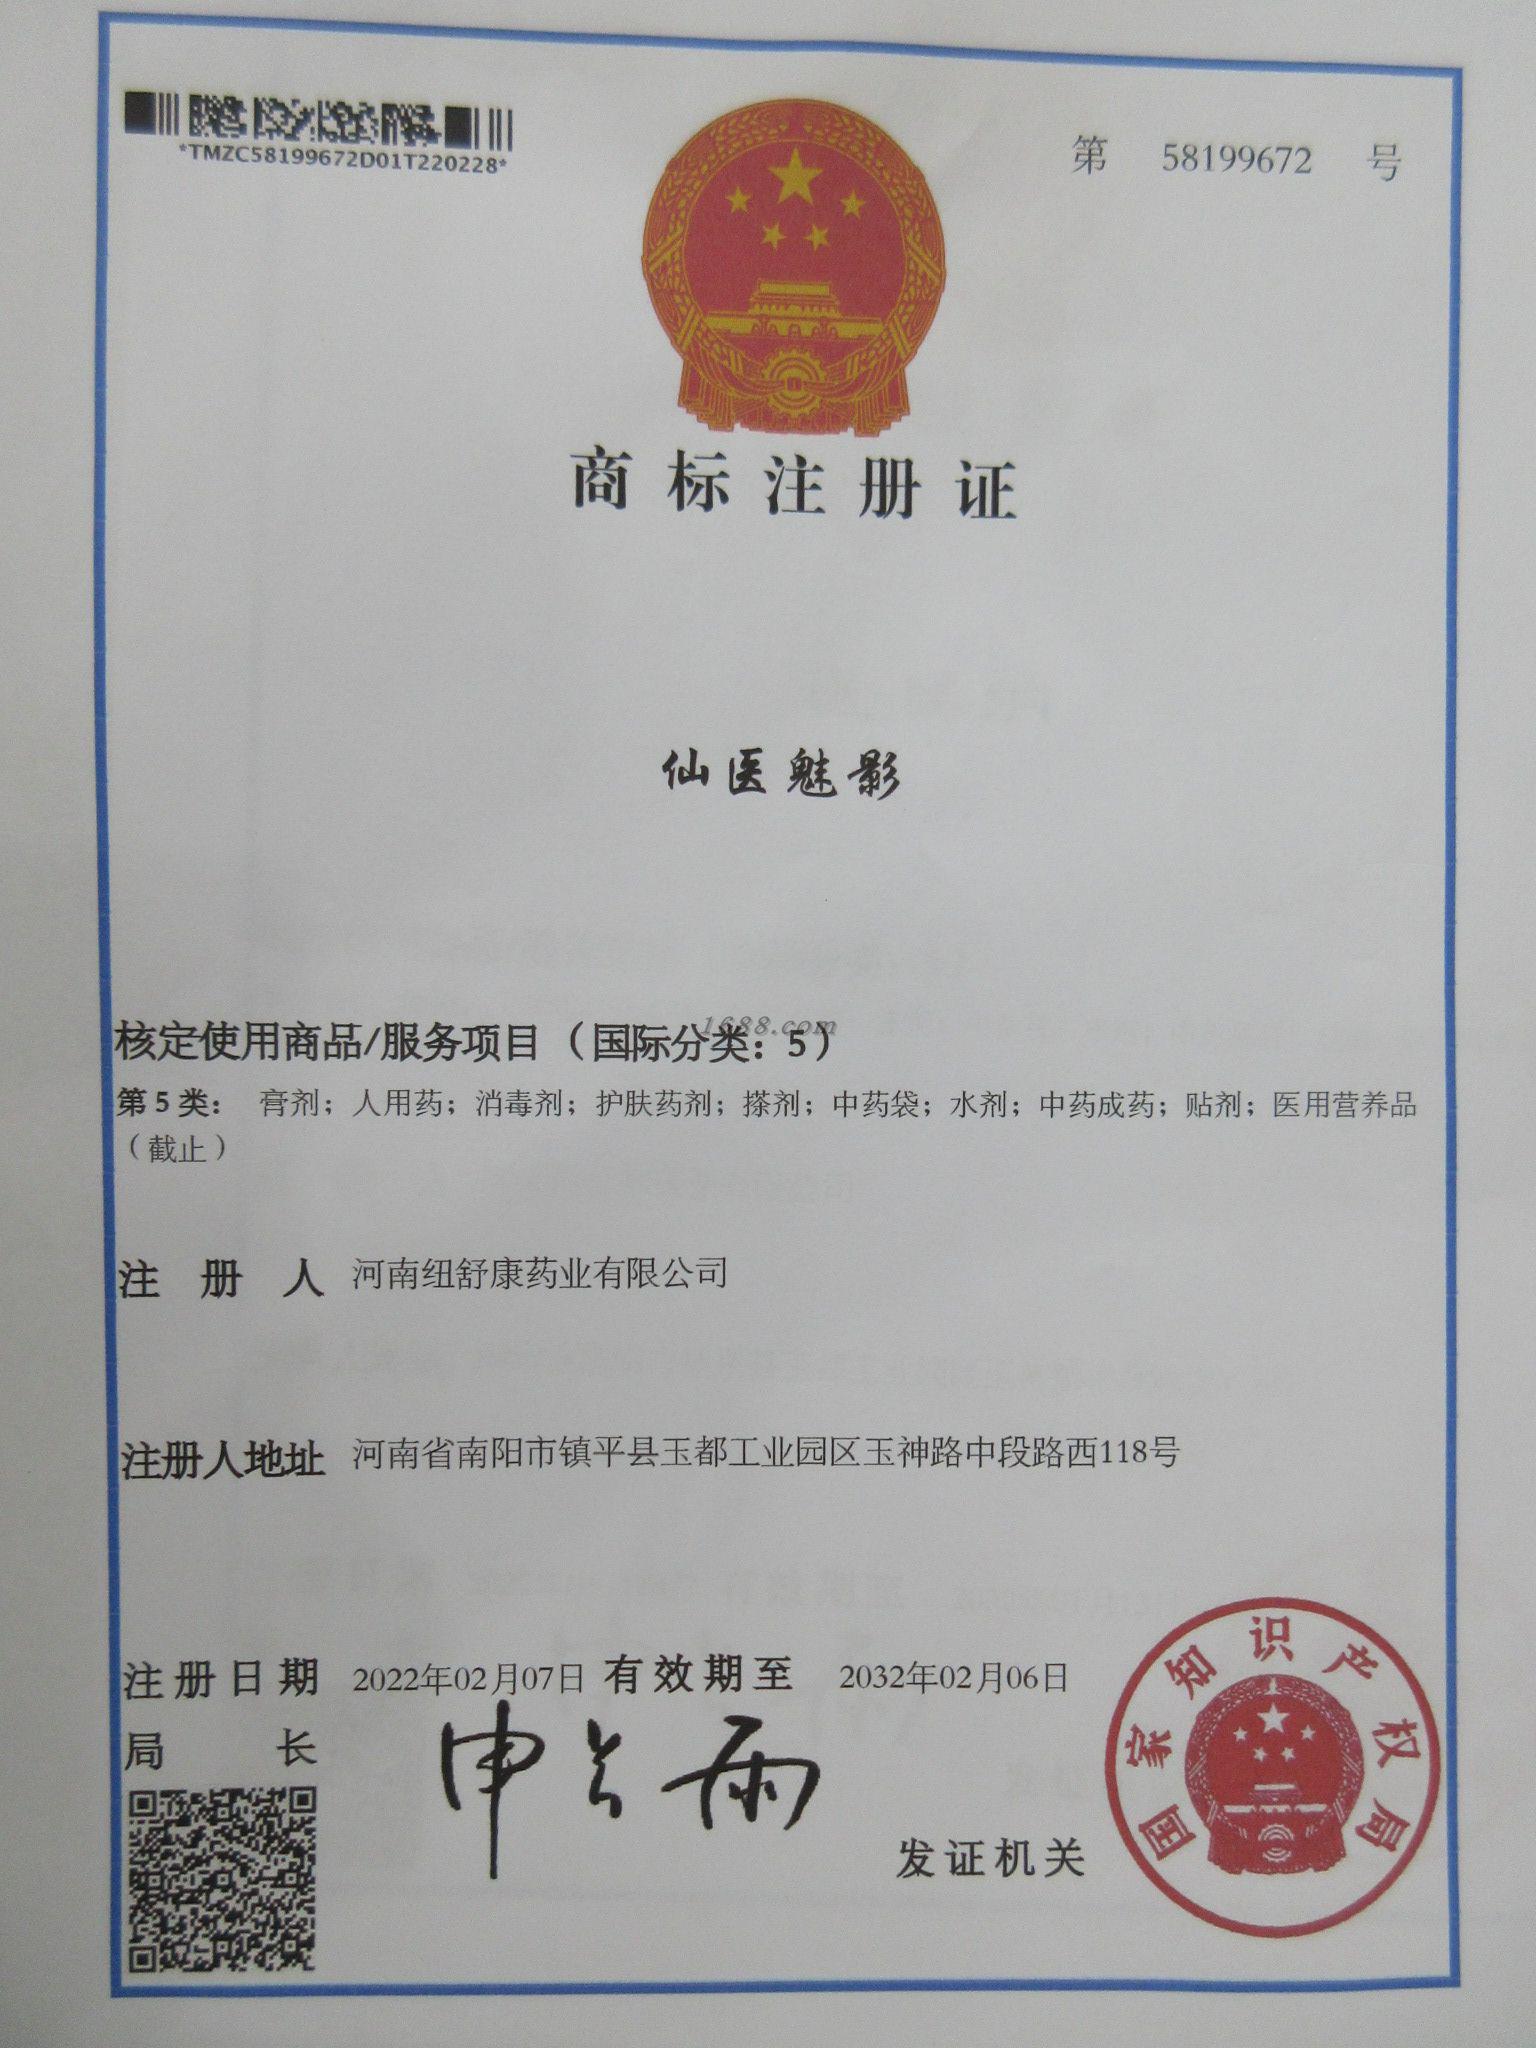 *TMZC58199672D01T220228*
第 58199672 号
商标注册证
仙医魅影
1688.com
核定使用商品/服务项目（国际分类：5）
第5类： 膏剂；人用药；消毒剂；护肤药剂；搽剂；中药袋；水剂；中药成药；贴剂；医用营养品
（截止）
注册人 河南纽舒康药业有限公司
注册人地址 河南省南阳市镇平县玉都工业园区玉神路中段路西118号
注册日期 2022年02月07日 有效期至 2032年02月06日
局长 申长雨
发证机关
国家知识产权局